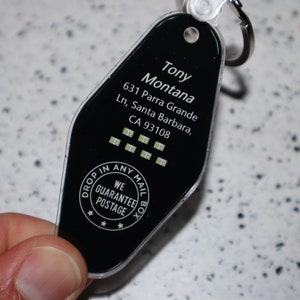 Tony
Montana
631 Parra Grande
Ln, Santa Barbara,
CA 93108
DROP IN ANY MAIL BOX
WE
GUARANTEE
POSTAGE